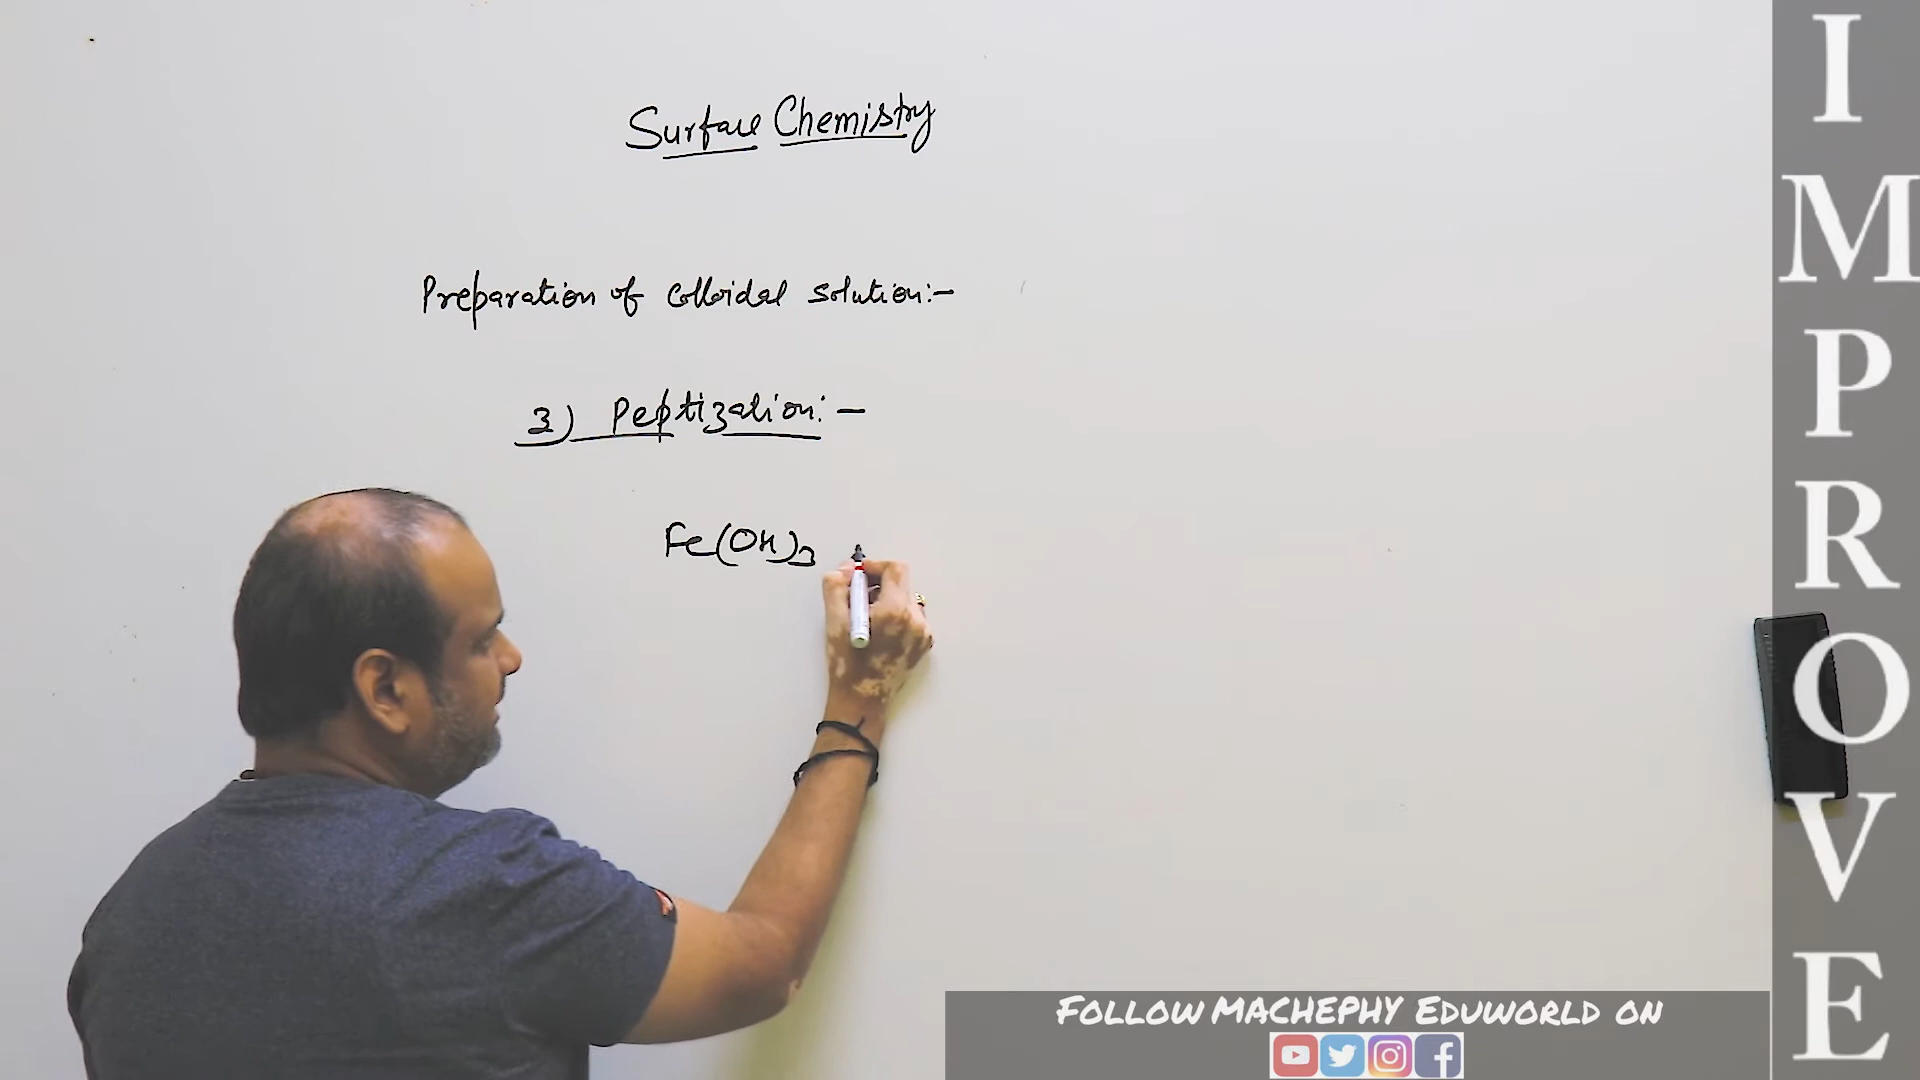 Surface Chemistry
Preparation of colloidal solution:-
3) Peptization:-
Fe(OH)3
IMPROVE
FOLLOW MACHEPHY EDUWORLD ON